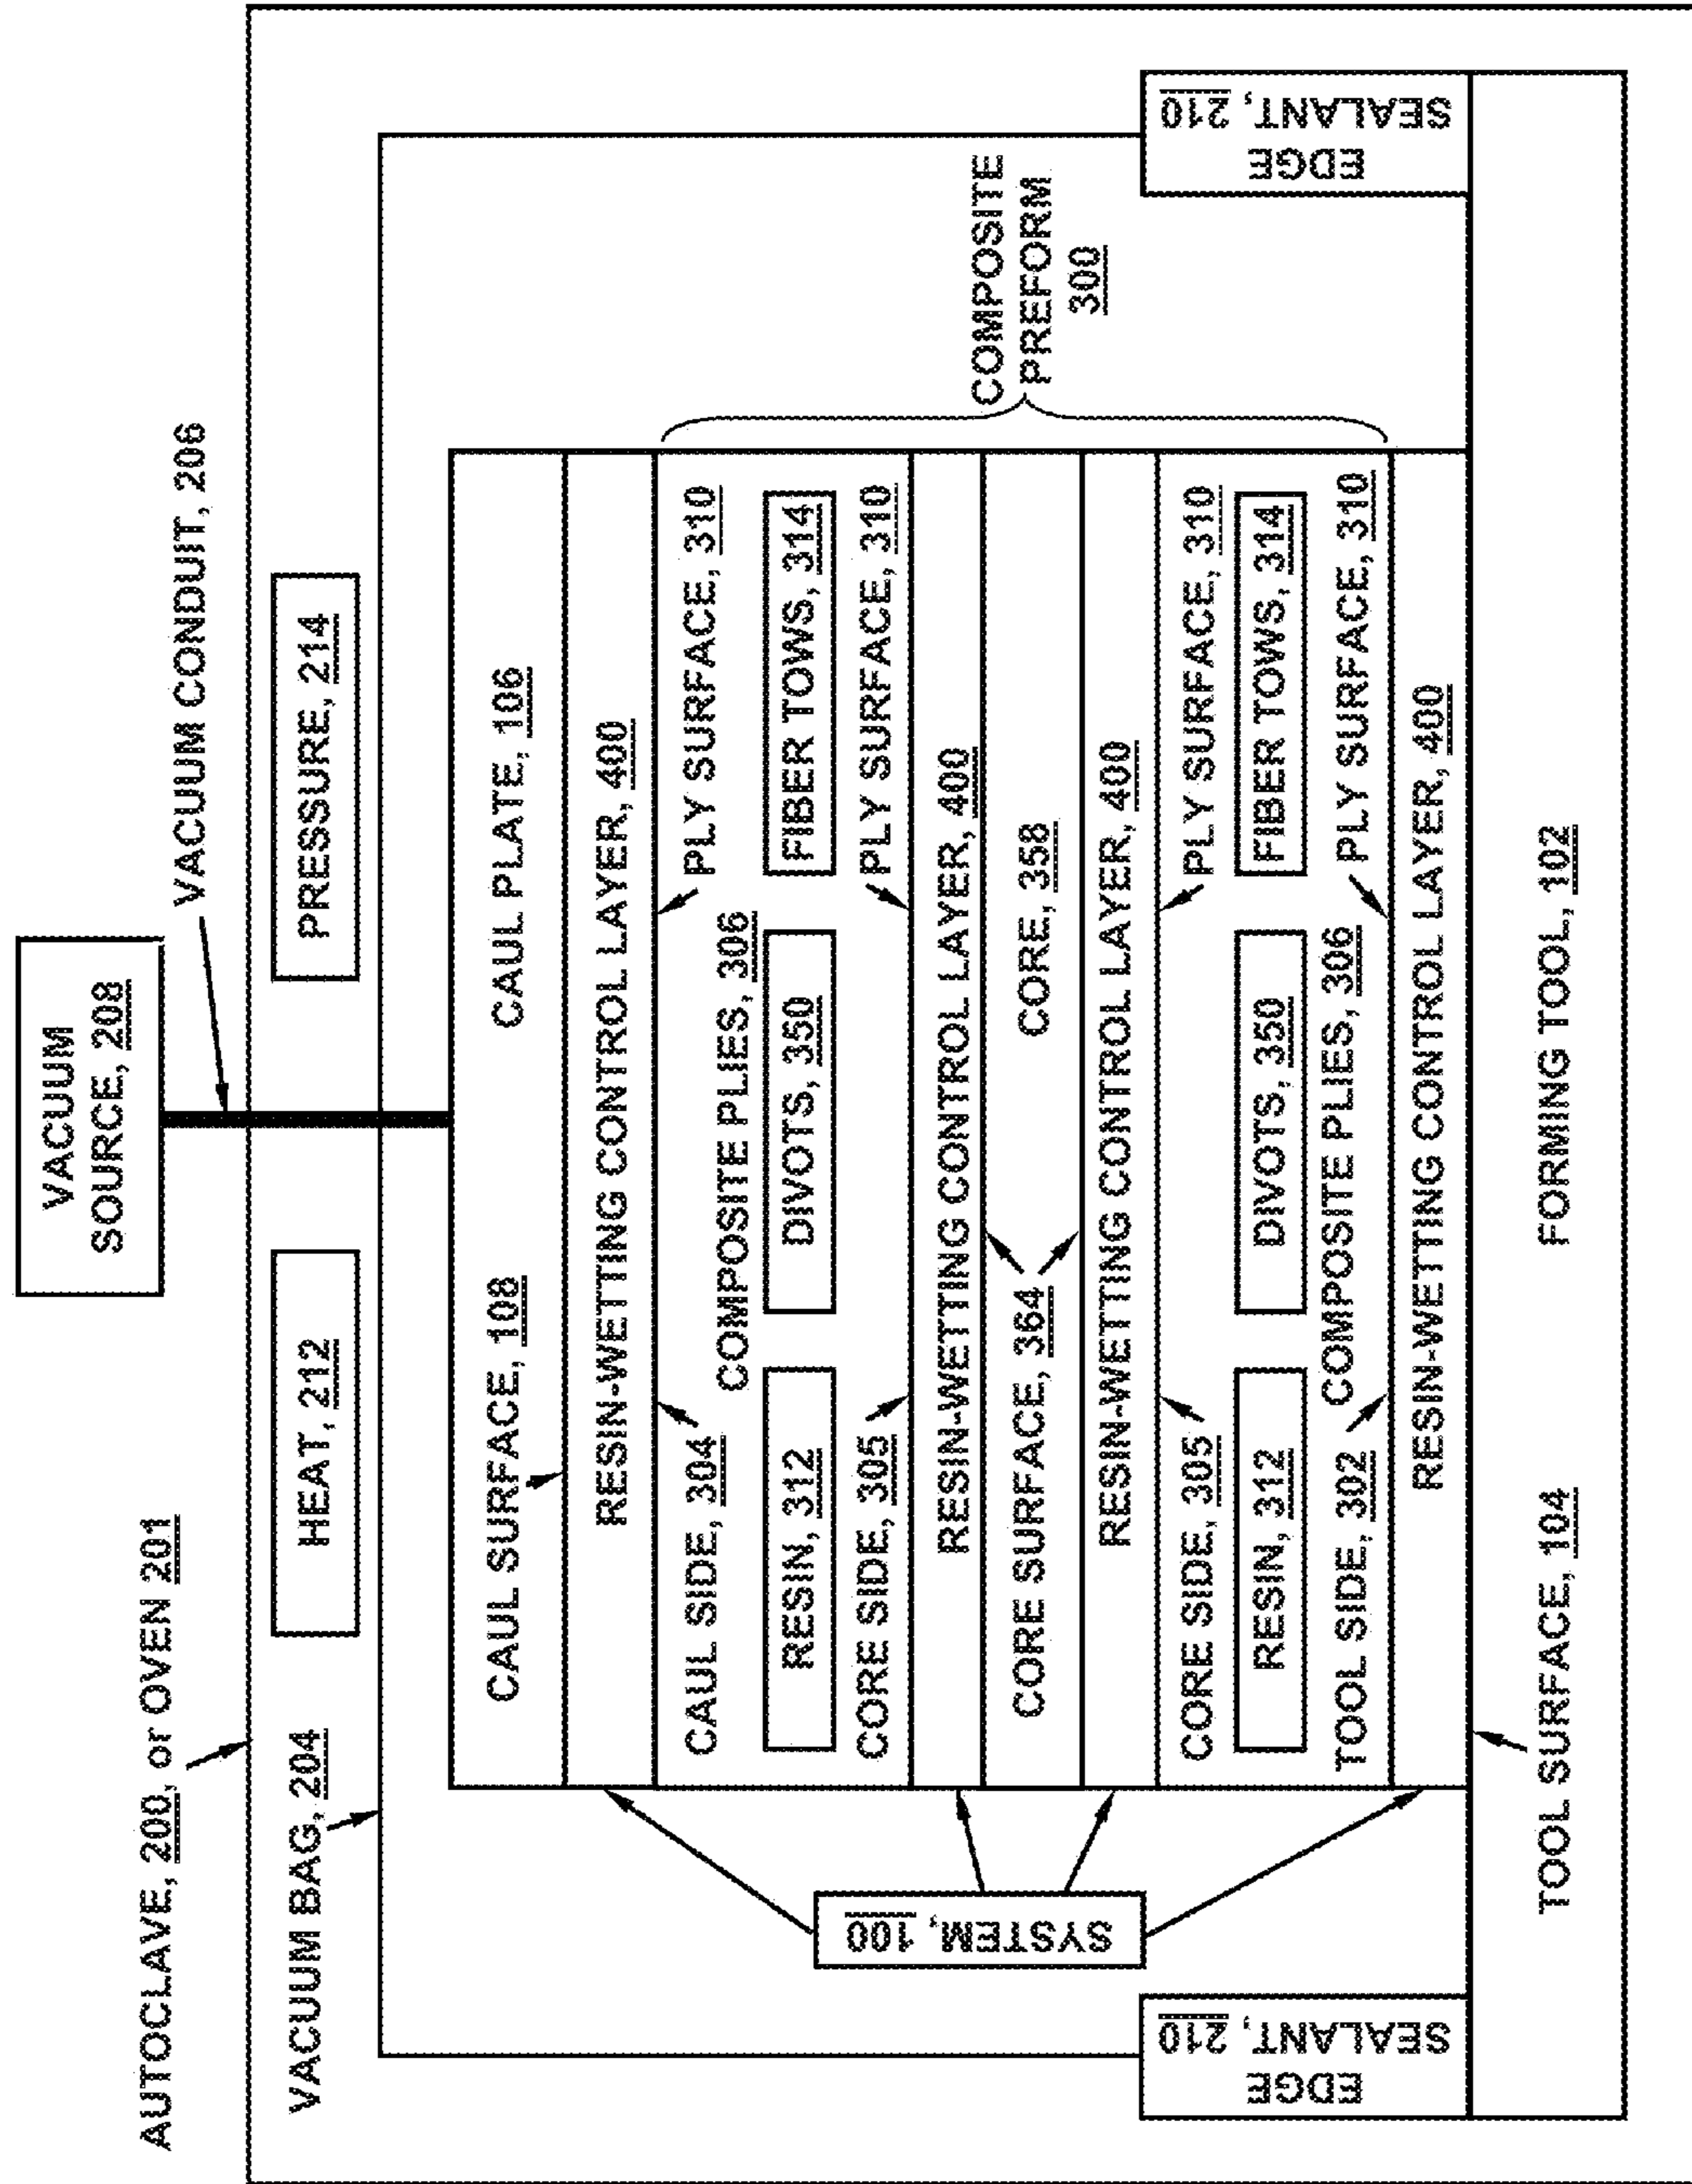 VACUUM
SOURCE, 208
VACUUM CONDUIT, 206
AUTOCLAVE, 200, or OVEN 201
HEAT, 212
PRESSURE, 214
VACUUM BAG, 204
CAUL SURFACE, 108
CAUL PLATE, 106
RESIN-WETTING CONTROL LAYER, 400
CAUL SIDE, 304
PLY SURFACE, 310
COMPOSITE PLIES, 306
RESIN, 312
DIVOTS, 350
FIBER TOWS, 314
CORE SIDE, 305
PLY SURFACE, 310
RESIN-WETTING CONTROL LAYER, 400
CORE SURFACE, 364
CORE, 358
RESIN-WETTING CONTROL LAYER, 400
CORE SIDE, 305
PLY SURFACE, 310
RESIN, 312
DIVOTS, 350
FIBER TOWS, 314
TOOL SIDE, 302
COMPOSITE PLIES, 306
PLY SURFACE, 310
RESIN-WETTING CONTROL LAYER, 400
COMPOSITE
PREFORM
300
SYSTEM, 100
EDGE
SEALANT, 210
EDGE
SEALANT, 210
TOOL SURFACE, 104
FORMING TOOL, 102